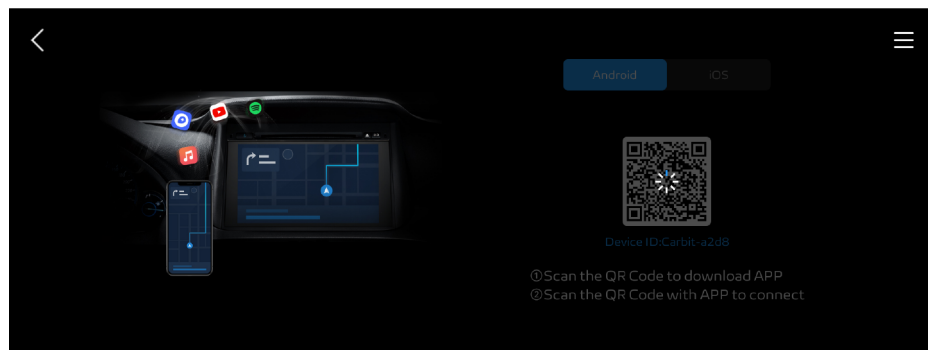 Android
iOS
Device ID:Carbit-a2d8
①Scan the QR Code to download APP
②Scan the QR Code with APP to connect